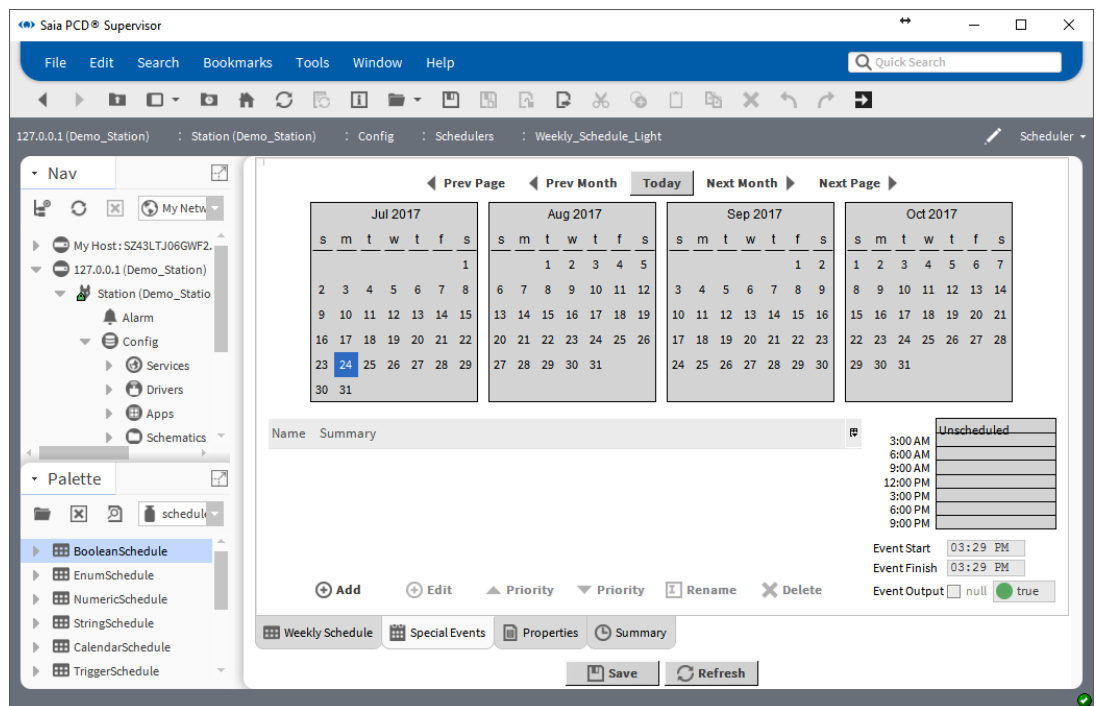 Saia PCD® Supervisor
File Edit Search Bookmarks Tools Window Help
Quick Search
127.0.0.1 (Demo_Station) : Station (Demo_Station) : Config : Schedulers : Weekly_Schedule_Light
Scheduler
Nav
My Netw
My Host : SZ43LTJ06GWF2.
127.0.0.1 (Demo_Station)
Station (Demo_Statio
Alarm
Config
Services
Drivers
Apps
Schematics
Palette
schedule
BooleanSchedule
EnumSchedule
NumericSchedule
StringSchedule
CalendarSchedule
TriggerSchedule
Prev Page Prev Month Today Next Month Next Page
Jul 2017
s m t w t f s
1
2 3 4 5 6 7 8
9 10 11 12 13 14 15
16 17 18 19 20 21 22
23 24 25 26 27 28 29
30 31
Aug 2017
s m t w t f s
1 2 3 4 5
6 7 8 9 10 11 12
13 14 15 16 17 18 19
20 21 22 23 24 25 26
27 28 29 30 31
Sep 2017
s m t w t f s
1 2
3 4 5 6 7 8 9
10 11 12 13 14 15 16
17 18 19 20 21 22 23
24 25 26 27 28 29 30
Oct 2017
s m t w t f s
1 2 3 4 5 6 7
8 9 10 11 12 13 14
15 16 17 18 19 20 21
22 23 24 25 26 27 28
29 30 31
Name Summary
Unscheduled
3:00 AM
6:00 AM
9:00 AM
12:00 PM
3:00 PM
6:00 PM
9:00 PM
Event Start 03:29 PM
Event Finish 03:29 PM
Event Output null true
Add Edit Priority Priority Rename Delete
Weekly Schedule Special Events Properties Summary
Save Refresh